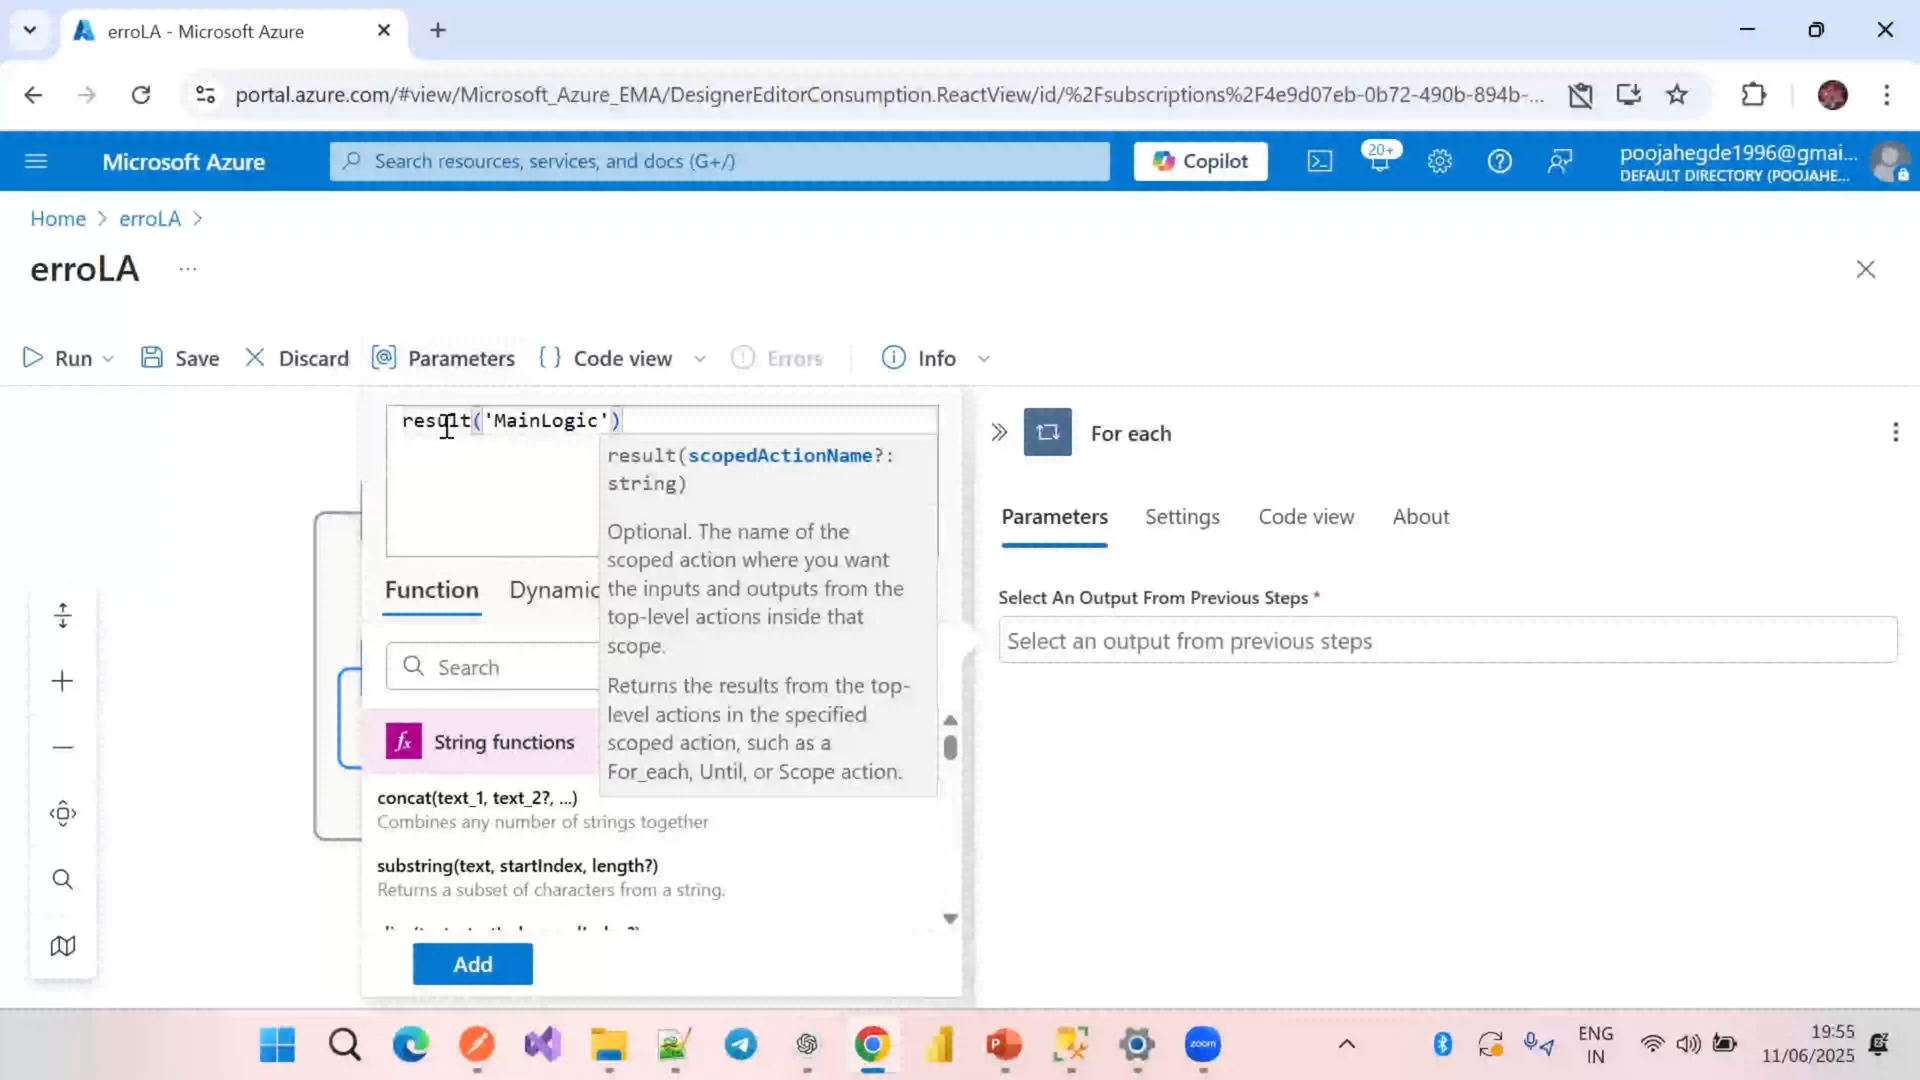 erroLA - Microsoft Azure
portal.azure.com/#view/Microsoft_Azure_EMA/DesignerEditorConsumption.ReactView/id/%2Fsubscriptions%2F4e9d07eb-0b72-490b-894b-...
Microsoft Azure
Search resources, services, and docs (G+/)
Copilot
20+
poojahegde1996@gmai...
DEFAULT DIRECTORY (POOJAHE...
Home > erroLA >
erroLA ...
Run
Save
Discard
Parameters
Code view
Errors
Info
result('MainLogic')
result(scopedActionName?:
string)
Optional. The name of the
scoped action where you want
the inputs and outputs from the
top-level actions inside that
scope.
Returns the results from the top-
level actions in the specified
scoped action, such as a
For_each, Until, or Scope action.
Function
Dynamic
Search
fx String functions
concat(text_1, text_2?, ...)
Combines any number of strings together
substring(text, startIndex, length?)
Returns a subset of characters from a string.
Add
For each
Parameters
Settings
Code view
About
Select An Output From Previous Steps *
Select an output from previous steps
zoom
ENG
IN
19:55
11/06/2025